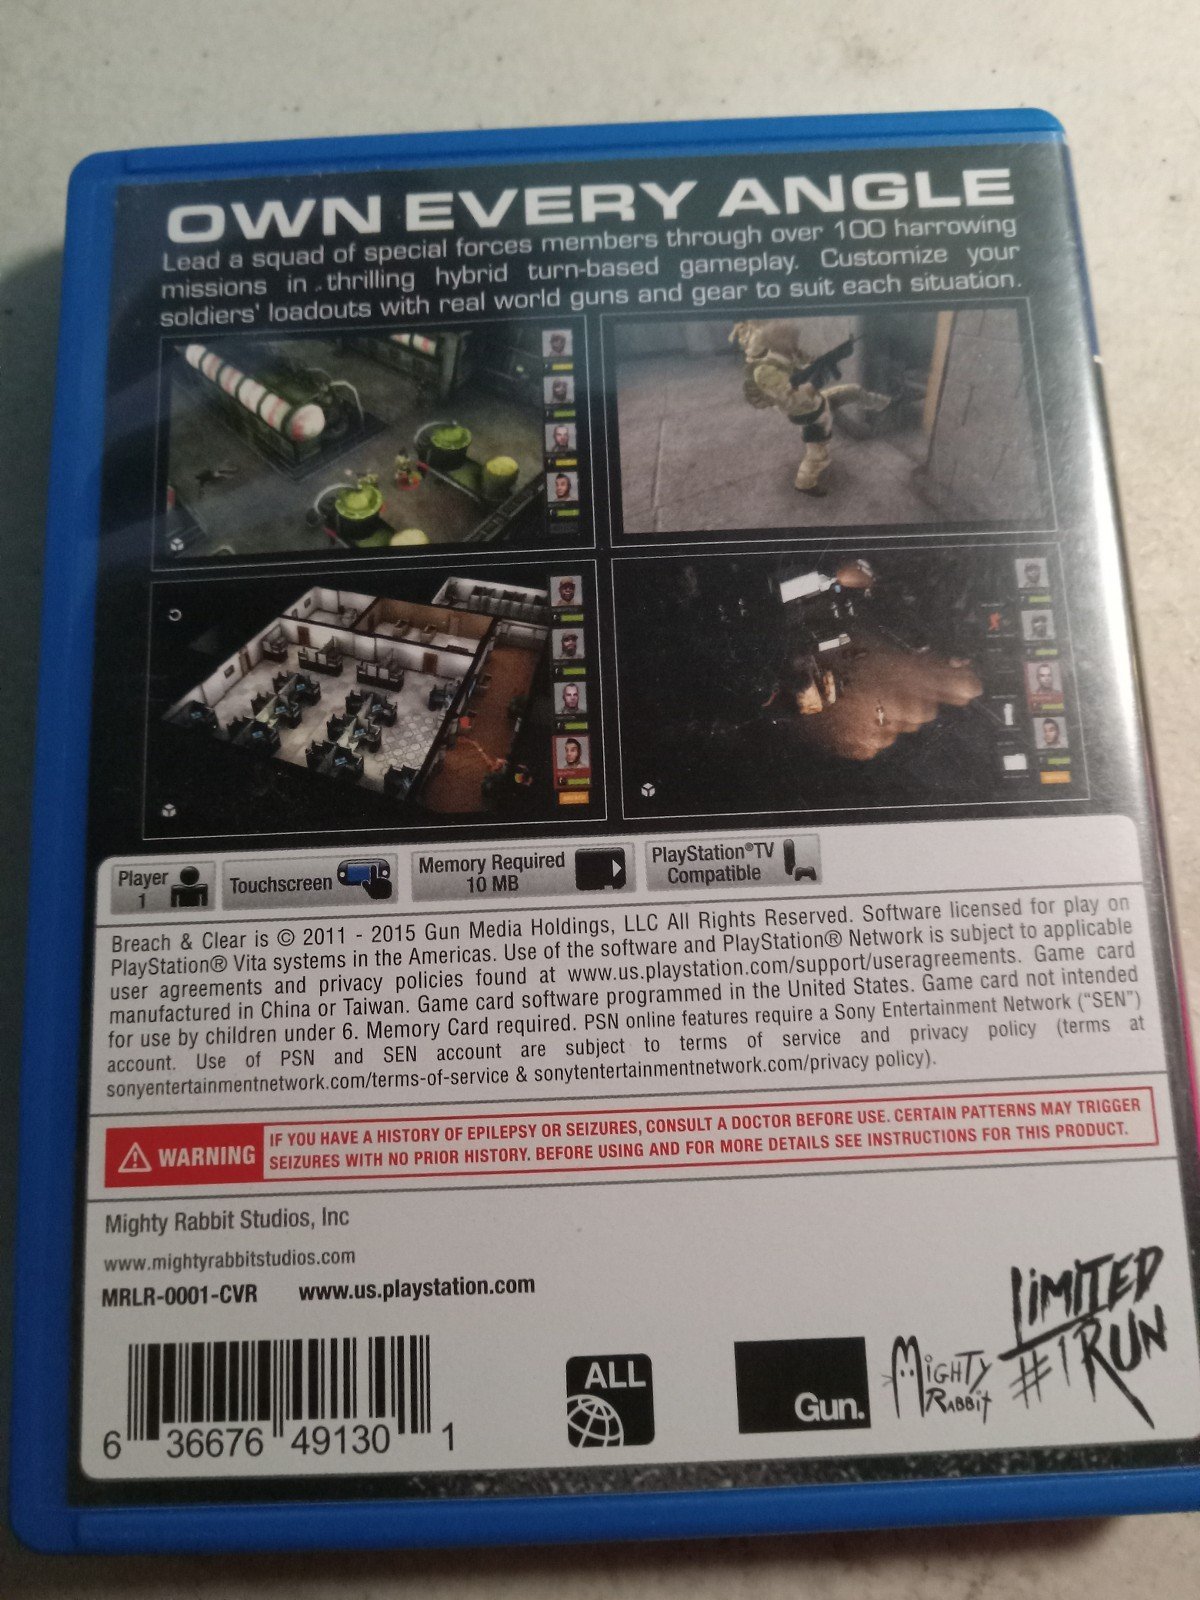 OWN EVERY ANGLE
Lead a squad of special forces members through over 100 harrowing
missions in thrilling hybrid turn-based gameplay. Customize your
soldiers' loadouts with real world guns and gear to suit each situation.
Player
1
Touchscreen
Memory Required
10 MB
PlayStation®TV
Compatible
Breach & Clear is © 2011 - 2015 Gun Media Holdings, LLC All Rights Reserved. Software licensed for play on
PlayStation® Vita systems in the Americas. Use of the software and PlayStation® Network is subject to applicable
user agreements and privacy policies found at www.us.playstation.com/support/useragreements. Game card
manufactured in China or Taiwan. Game card software programmed in the United States. Game card not intended
for use by children under 6. Memory Card required. PSN online features require a Sony Entertainment Network ("SEN")
account. Use of PSN and SEN account are subject to terms of service and privacy policy (terms at
sonyentertainmentnetwork.com/terms-of-service & sonytentertainmentnetwork.com/privacy policy).
WARNING
IF YOU HAVE A HISTORY OF EPILEPSY OR SEIZURES, CONSULT A DOCTOR BEFORE USE. CERTAIN PATTERNS MAY TRIGGER
SEIZURES WITH NO PRIOR HISTORY. BEFORE USING AND FOR MORE DETAILS SEE INSTRUCTIONS FOR THIS PRODUCT.
Mighty Rabbit Studios, Inc
www.mightyrabbitstudios.com
MRLR-0001-CVR www.us.playstation.com
6 36676 49130 1
ALL
Gun.
MIGHTY
RABBIT
LIMITED
#1 RUN